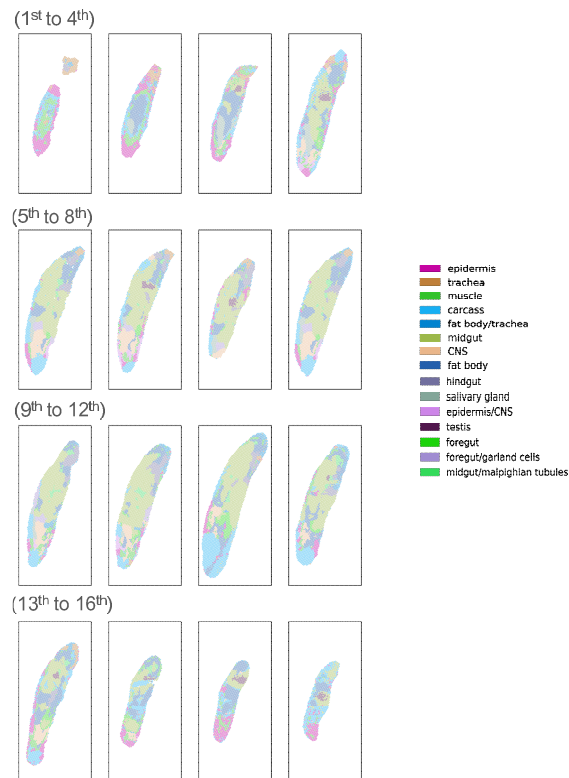 (1st to 4th)
(5th to 8th)
epidermis
trachea
muscle
carcass
fat body/trachea
midgut
CNS
fat body
hindgut
salivary gland
epidermis/CNS
testis
foregut
foregut/garland cells
midgut/malpighian tubules
(9th to 12th)
(13th to 16th)